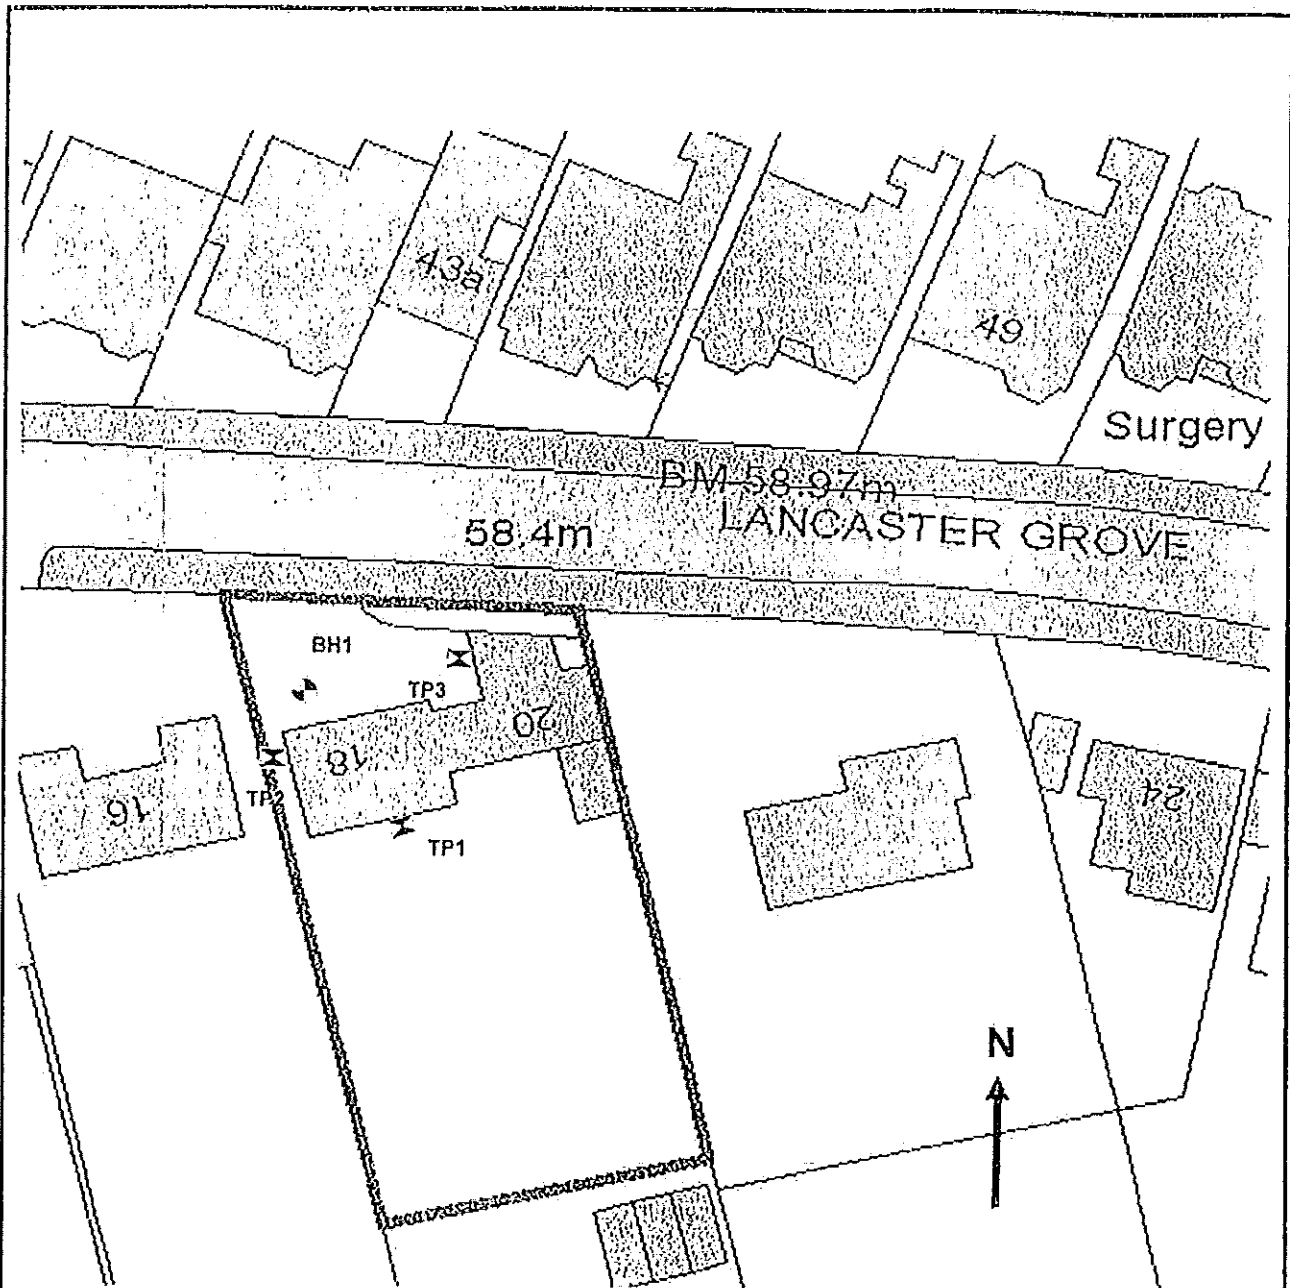 43a
49
Surgery
BM 58.97m
58.4m
LANCASTER GROVE
BH1
TP3
20
18
16
TP2
TP1
24
N